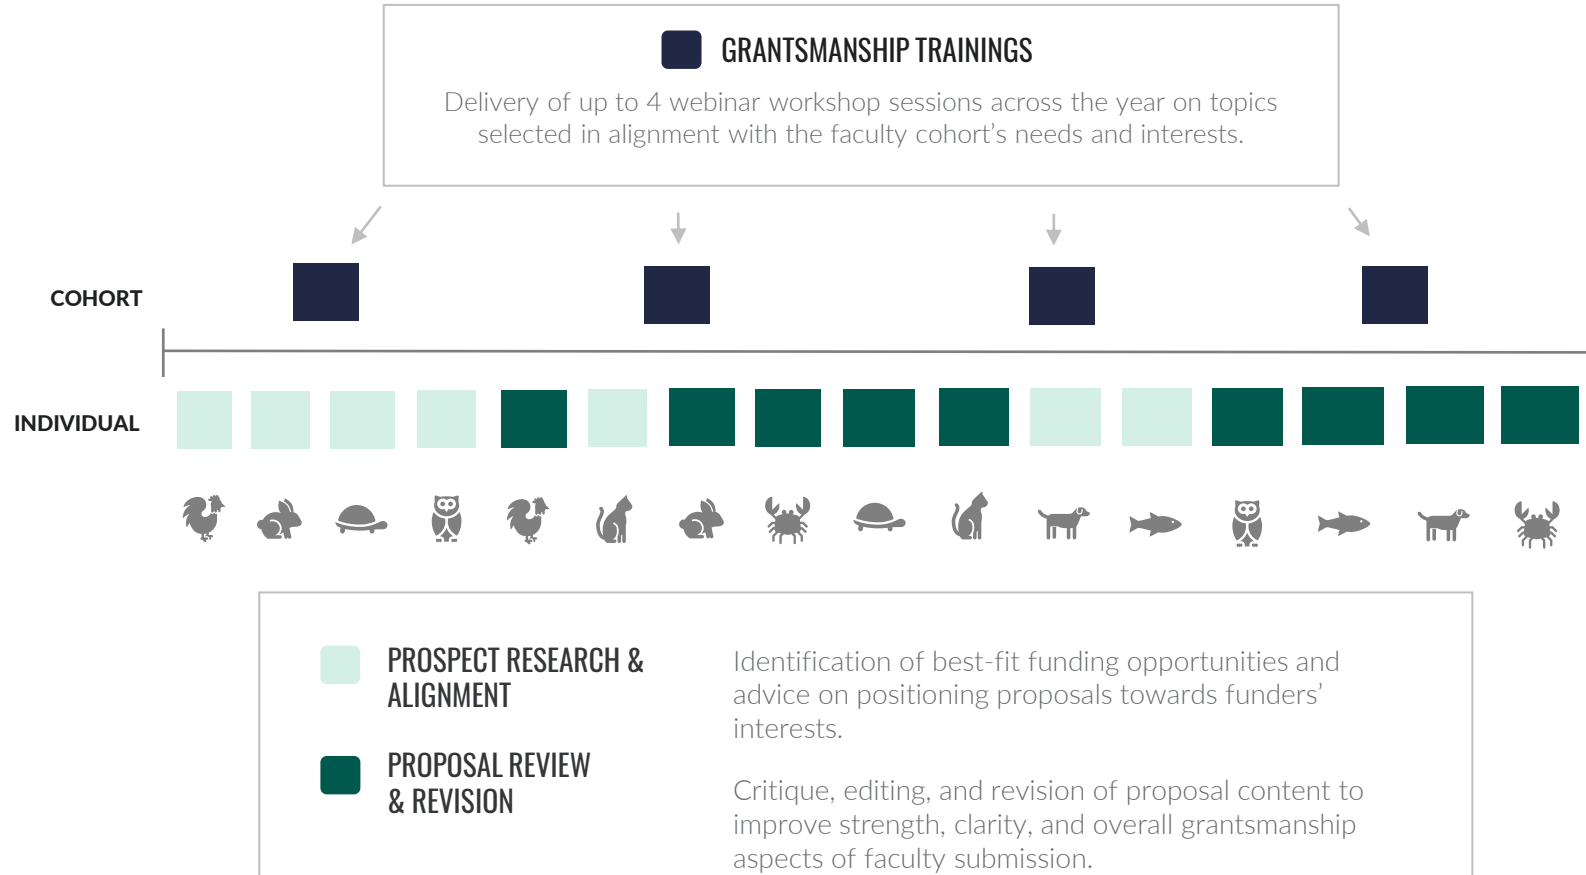 GRANTSMANSHIP TRAININGS
Delivery of up to 4 webinar workshop sessions across the year on topics
selected in alignment with the faculty cohort’s needs and interests.
COHORT
INDIVIDUAL
PROSPECT RESEARCH &
ALIGNMENT
Identification of best-fit funding opportunities and
advice on positioning proposals towards funders’
interests.
PROPOSAL REVIEW
& REVISION
Critique, editing, and revision of proposal content to
improve strength, clarity, and overall grantsmanship
aspects of faculty submission.